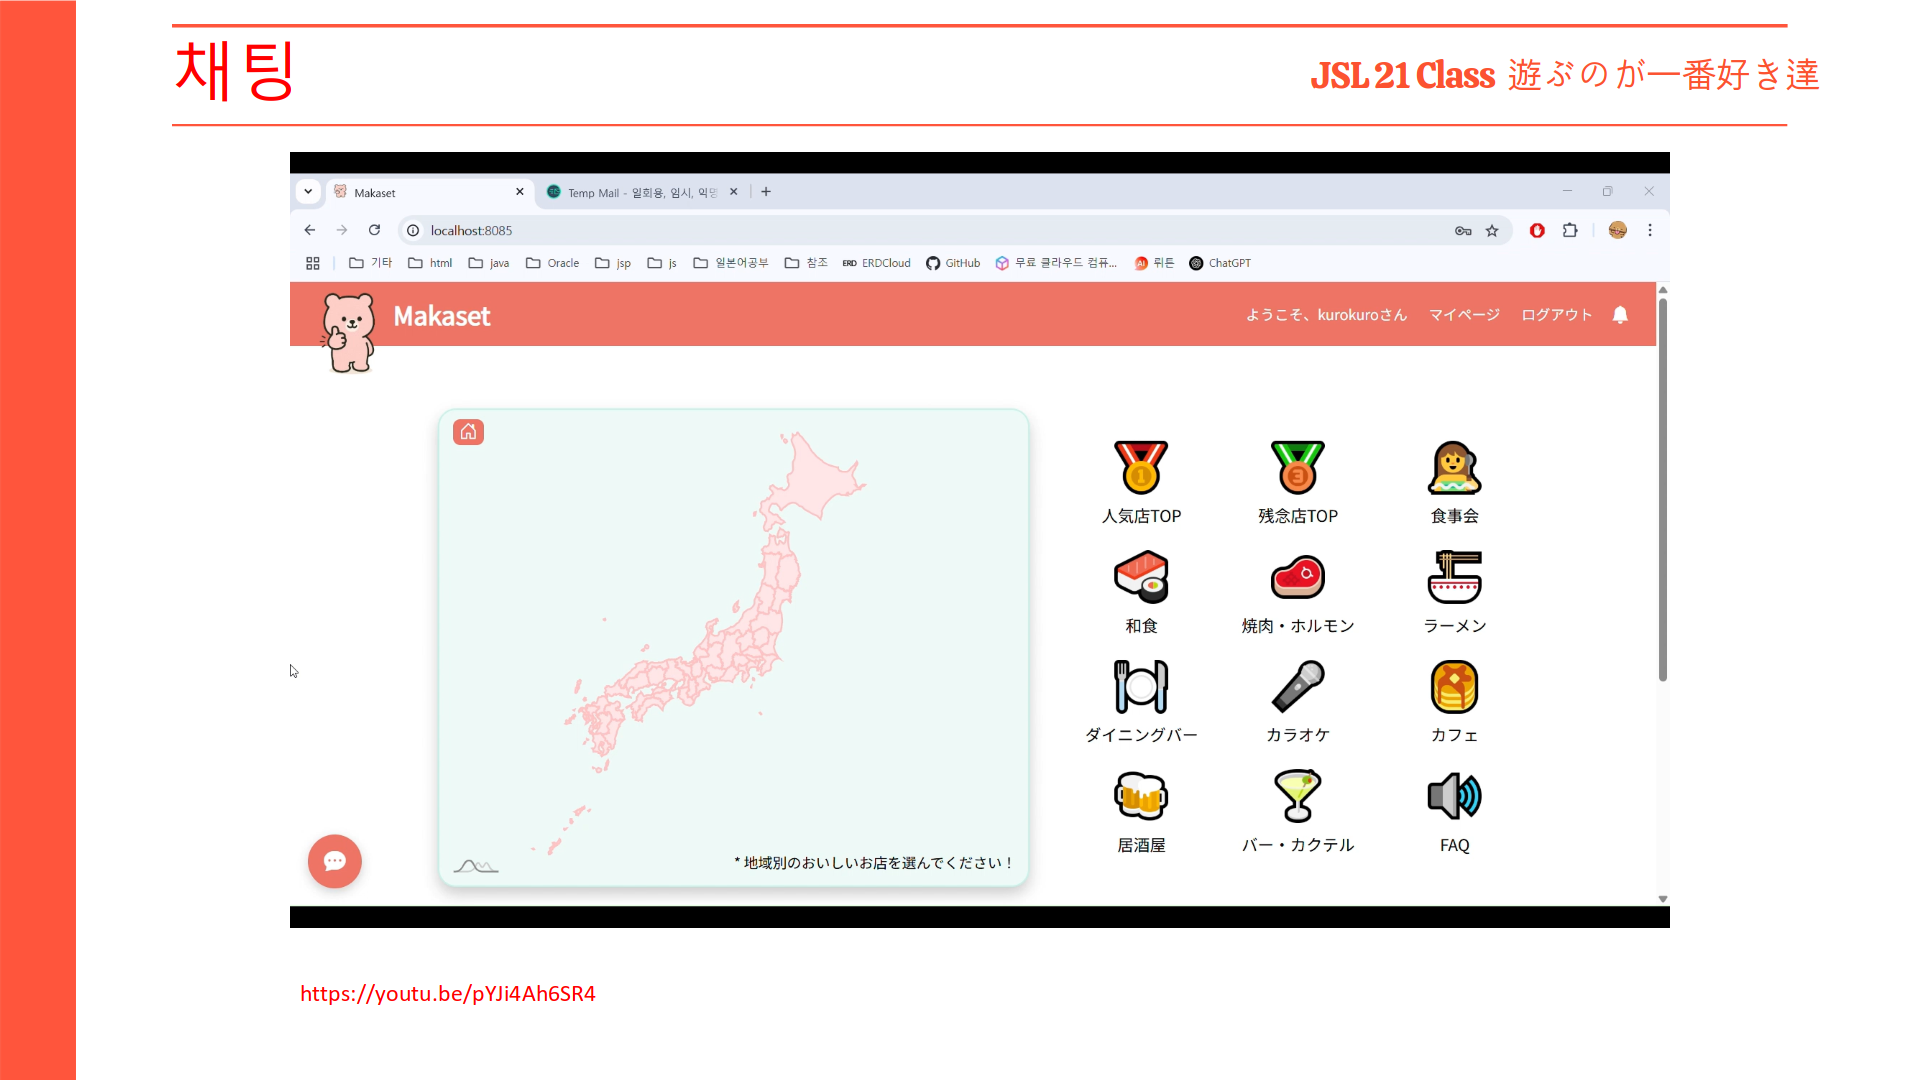 채팅
JSL 21 Class 遊ぶのが一番好き達
Makaset
Temp Mail - 일회용, 임시, 익명
localhost:8085
기타 html java Oracle jsp js 일본어공부 참조 ERD ERDCloud GitHub 무료 클라우드 컴퓨... AI 뤼튼 ChatGPT
Makaset
ようこそ、kurokuroさん マイページ ログアウト
人気店TOP 残念店TOP 食事会
和食 焼肉・ホルモン ラーメン
ダイニングバー カラオケ カフェ
居酒屋 バー・カクテル FAQ
* 地域別のおいしいお店を選んでください！
https://youtu.be/pYJi4Ah6SR4